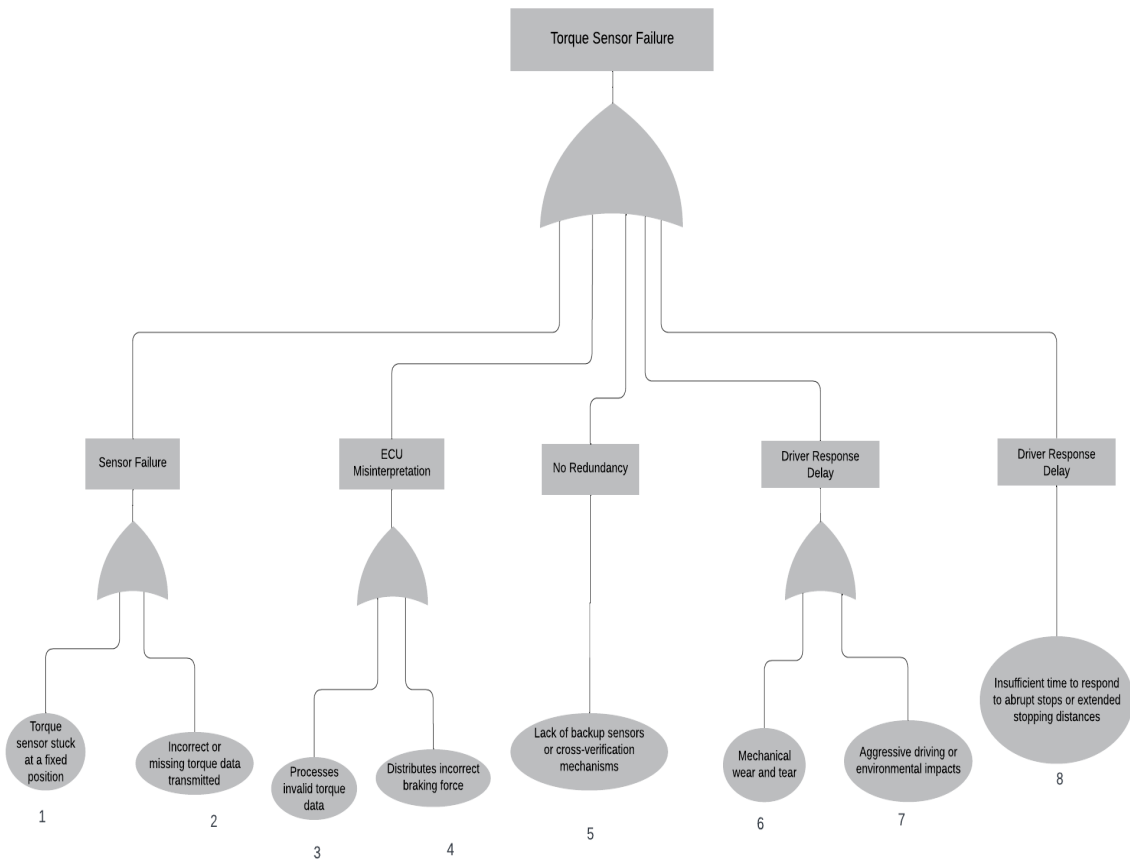 Torque Sensor Failure
Sensor Failure
ECU
Misinterpretation
No Redundancy
Driver Response
Delay
Driver Response
Delay
Torque
sensor stuck
at a fixed
position
Incorrect or
missing torque data
transmitted
Processes
invalid torque
data
Distributes incorrect
braking force
Lack of backup sensors
or cross-verification
mechanisms
Mechanical
wear and tear
Aggressive driving or
environmental impacts
Insufficient time to respond
to abrupt stops or extended
stopping distances
1
2
3
4
5
6
7
8